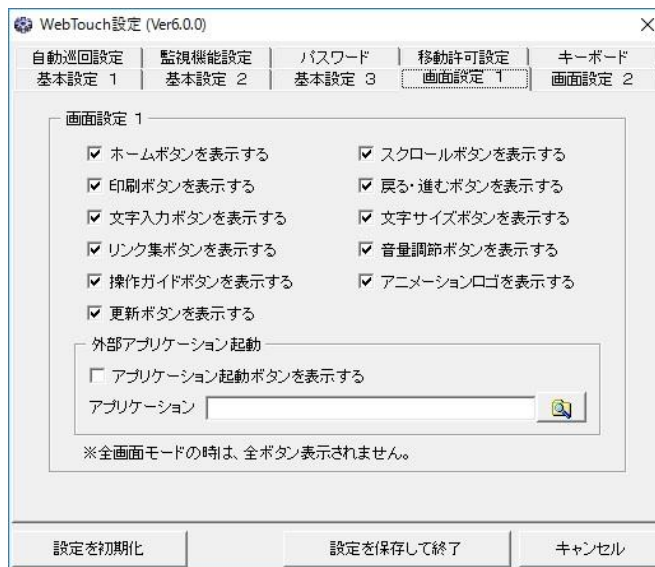 WebTouch設定 (Ver6.0.0)
自動巡回設定 監視機能設定 パスワード 移動許可設定 キーボード
基本設定 1 基本設定 2 基本設定 3 画面設定 1 画面設定 2
画面設定 1
ホームボタンを表示する スクロールボタンを表示する
印刷ボタンを表示する 戻る・進むボタンを表示する
文字入力ボタンを表示する 文字サイズボタンを表示する
リンク集ボタンを表示する 音量調節ボタンを表示する
操作ガイドボタンを表示する アニメーションロゴを表示する
更新ボタンを表示する
外部アプリケーション起動
アプリケーション起動ボタンを表示する
アプリケーション
※全画面モードの時は、全ボタン表示されません。
設定を初期化 設定を保存して終了 キャンセル